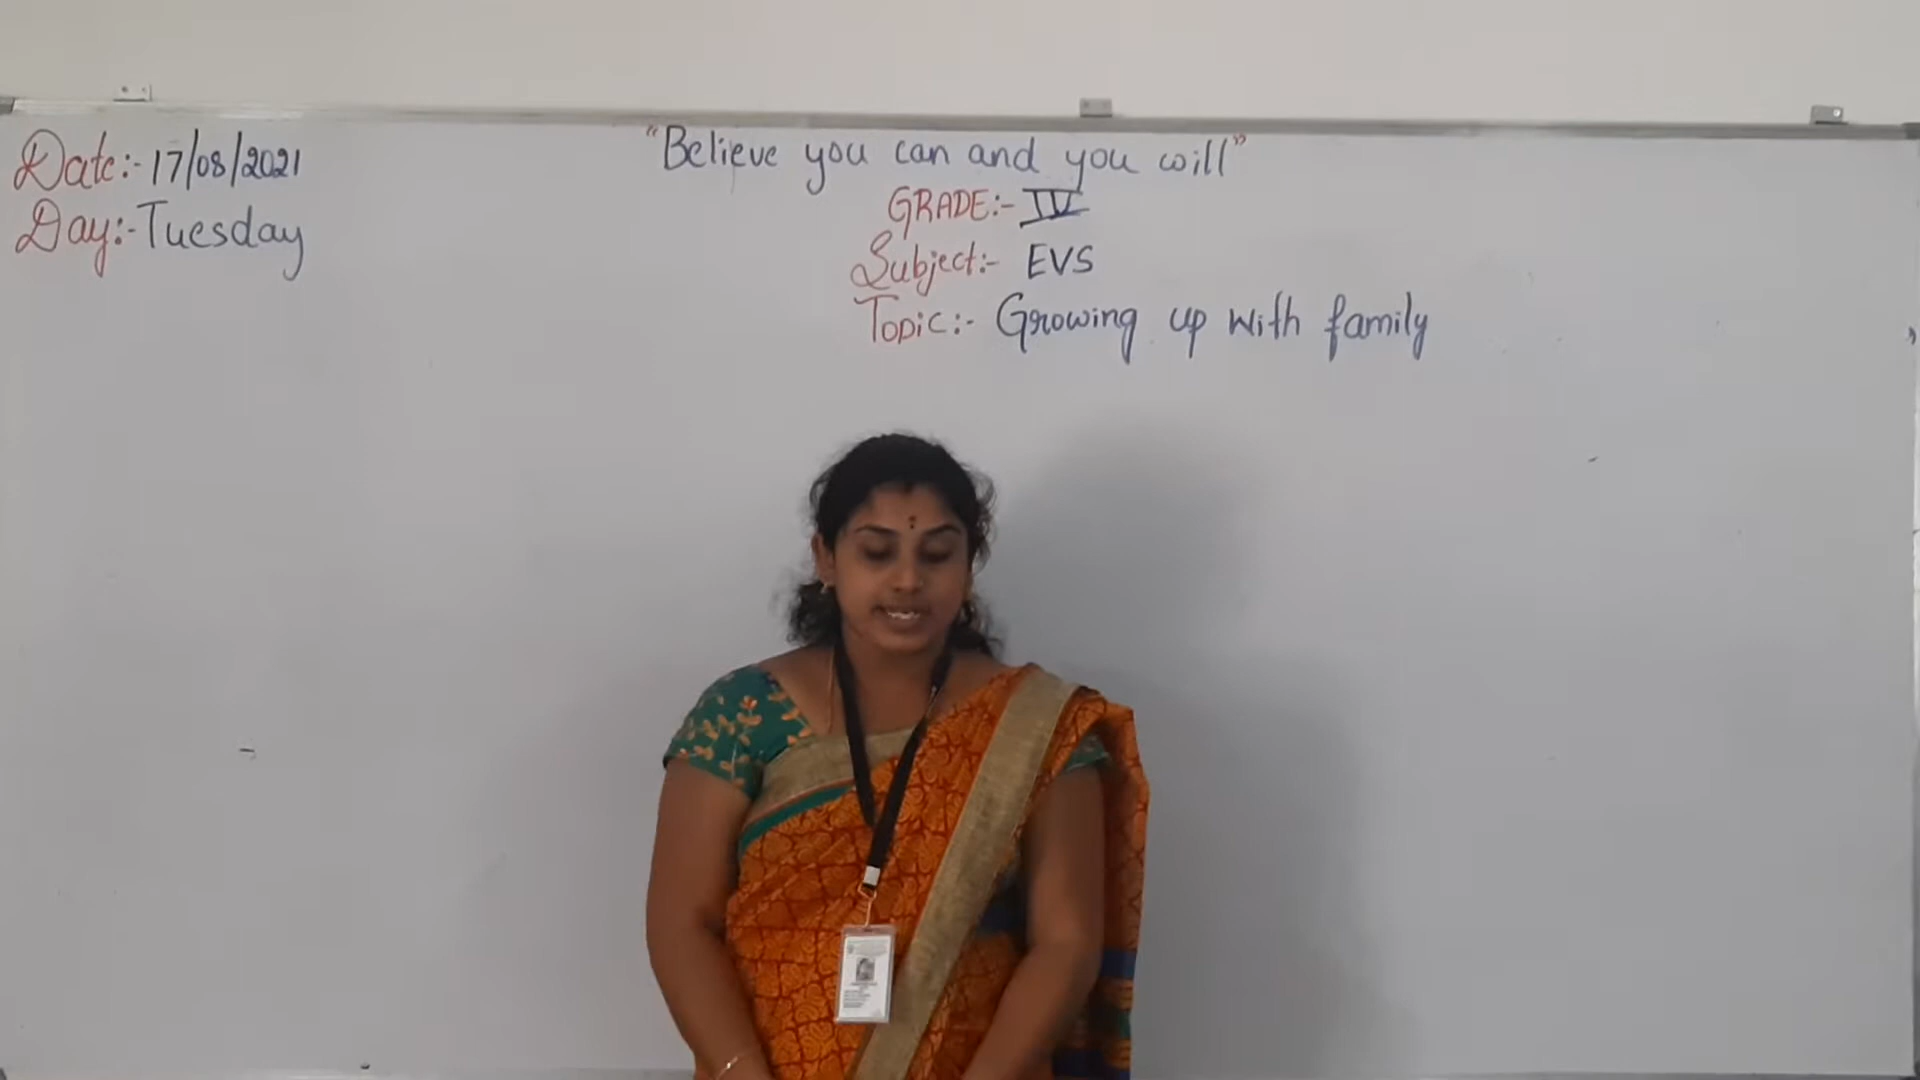 Date:- 17/08/2021
Day:- Tuesday
"Believe you can and you will"
GRADE:- IV
Subject:- EVS
Topic:- Growing up with family